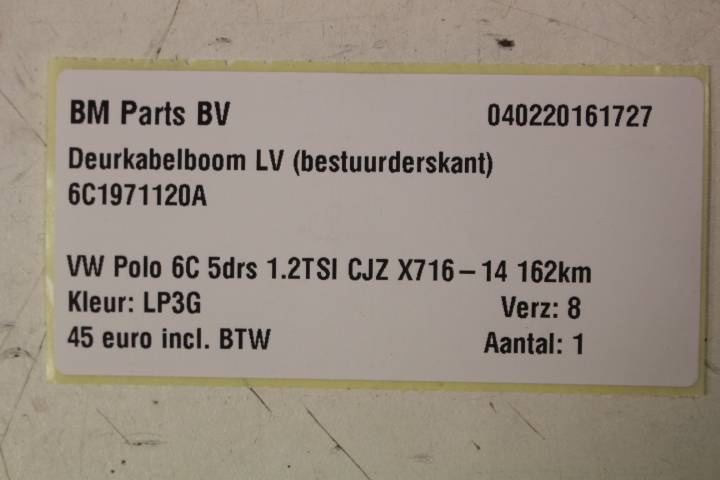 BM Parts BV 040220161727
Deurkabelboom LV (bestuurderskant)
6C1971120A
VW Polo 6C 5drs 1.2TSI CJZ X716-14 162km
Kleur: LP3G Verz: 8
45 euro incl. BTW Aantal: 1